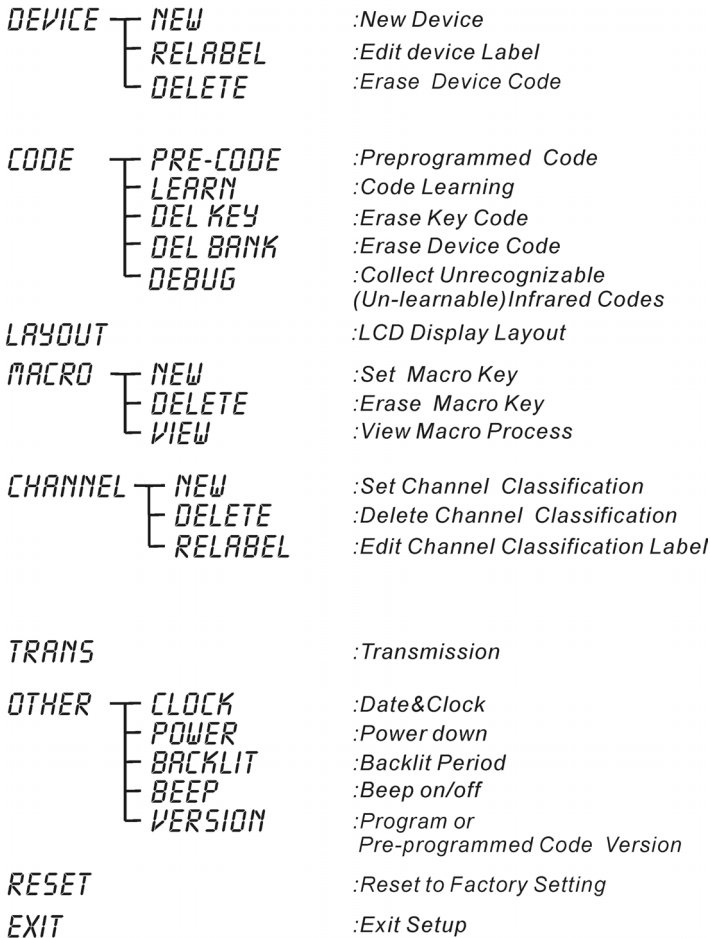 DEVICE NEW :New Device
RELABEL :Edit device Label
DELETE :Erase Device Code
CODE PRE-CODE :Preprogrammed Code
LEARN :Code Learning
DEL KEY :Erase Key Code
DEL BANK :Erase Device Code
DEBUG :Collect Unrecognizable
(Un-learnable)Infrared Codes
LAYOUT :LCD Display Layout
MACRO NEW :Set Macro Key
DELETE :Erase Macro Key
VIEW :View Macro Process
CHANNEL NEW :Set Channel Classification
DELETE :Delete Channel Classification
RELABEL :Edit Channel Classification Label
TRANS :Transmission
OTHER CLOCK :Date&Clock
POWER :Power down
BACKLIT :Backlit Period
BEEP :Beep on/off
VERSION :Program or
Pre-programmed Code Version
RESET :Reset to Factory Setting
EXIT :Exit Setup